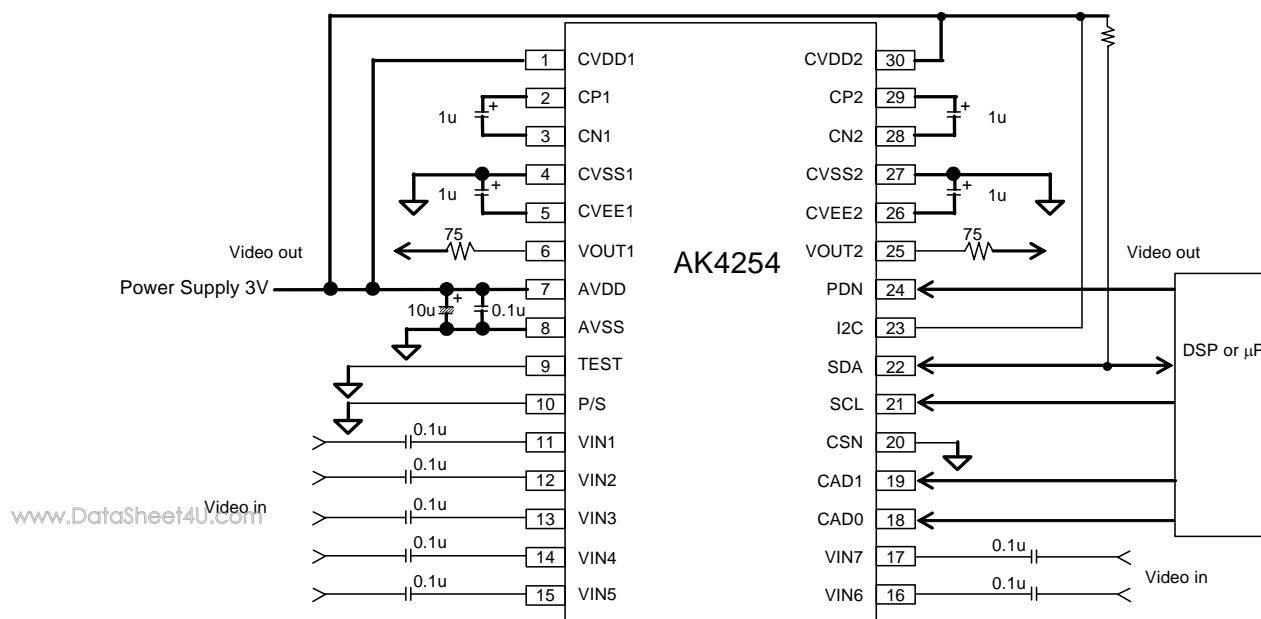 1 CVDD1 CVDD2 30
2 CP1 CP2 29
1u + + 1u
3 CN1 CN2 28
4 CVSS1 CVSS2 27
1u + + 1u
5 CVEE1 CVEE2 26
75 75
Video out 6 VOUT1 VOUT2 25 Video out
AK4254
Power Supply 3V 7 AVDD PDN 24
10u + 0.1u
8 AVSS I2C 23
DSP or μP
9 TEST SDA 22
10 P/S SCL 21
0.1u
11 VIN1 CSN 20
0.1u
12 VIN2 CAD1 19
Video in
www.DataSheet4U.com
0.1u
13 VIN3 CAD0 18
0.1u 0.1u
14 VIN4 VIN7 17
Video in
0.1u 0.1u
15 VIN5 VIN6 16